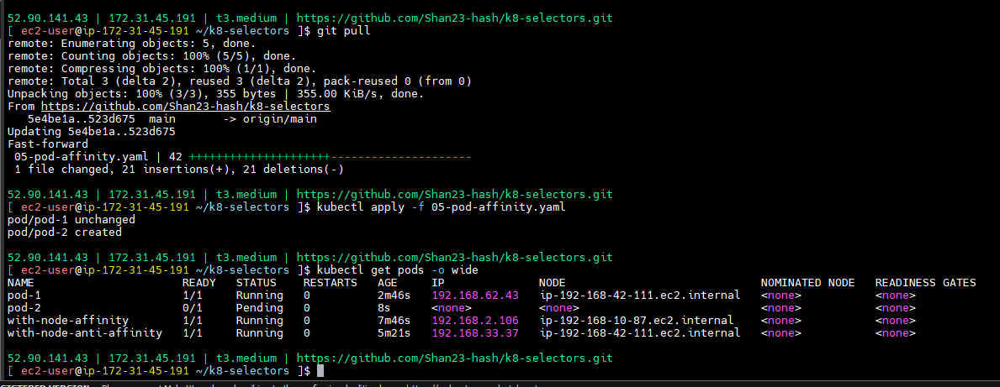 52.90.141.43 | 172.31.45.191 | t3.medium | https://github.com/Shan23-hash/k8-selectors.git
[ ec2-user@ip-172-31-45-191 ~/k8-selectors ]$ git pull
remote: Enumerating objects: 5, done.
remote: Counting objects: 100% (5/5), done.
remote: Compressing objects: 100% (1/1), done.
remote: Total 3 (delta 2), reused 3 (delta 2), pack-reused 0 (from 0)
Unpacking objects: 100% (3/3), 355 bytes | 355.00 KiB/s, done.
From https://github.com/Shan23-hash/k8-selectors
   5e4be1a..523d675  main       -> origin/main
Updating 5e4be1a..523d675
Fast-forward
 05-pod-affinity.yaml | 42 +++++++++++++++++++++---------------------
 1 file changed, 21 insertions(+), 21 deletions(-)
52.90.141.43 | 172.31.45.191 | t3.medium | https://github.com/Shan23-hash/k8-selectors.git
[ ec2-user@ip-172-31-45-191 ~/k8-selectors ]$ kubectl apply -f 05-pod-affinity.yaml
pod/pod-1 unchanged
pod/pod-2 created
52.90.141.43 | 172.31.45.191 | t3.medium | https://github.com/Shan23-hash/k8-selectors.git
[ ec2-user@ip-172-31-45-191 ~/k8-selectors ]$ kubectl get pods -o wide
NAME                      READY   STATUS    RESTARTS   AGE     IP              NODE                            NOMINATED NODE   READINESS GATES
pod-1                     1/1     Running   0          2m46s   192.168.62.43   ip-192-168-42-111.ec2.internal   <none>           <none>
pod-2                     0/1     Pending   0          8s      <none>          <none>                           <none>           <none>
with-node-affinity        1/1     Running   0          7m46s   192.168.2.106   ip-192-168-10-87.ec2.internal    <none>           <none>
with-node-anti-affinity   1/1     Running   0          5m21s   192.168.33.37   ip-192-168-42-111.ec2.internal   <none>           <none>
52.90.141.43 | 172.31.45.191 | t3.medium | https://github.com/Shan23-hash/k8-selectors.git
[ ec2-user@ip-172-31-45-191 ~/k8-selectors ]$